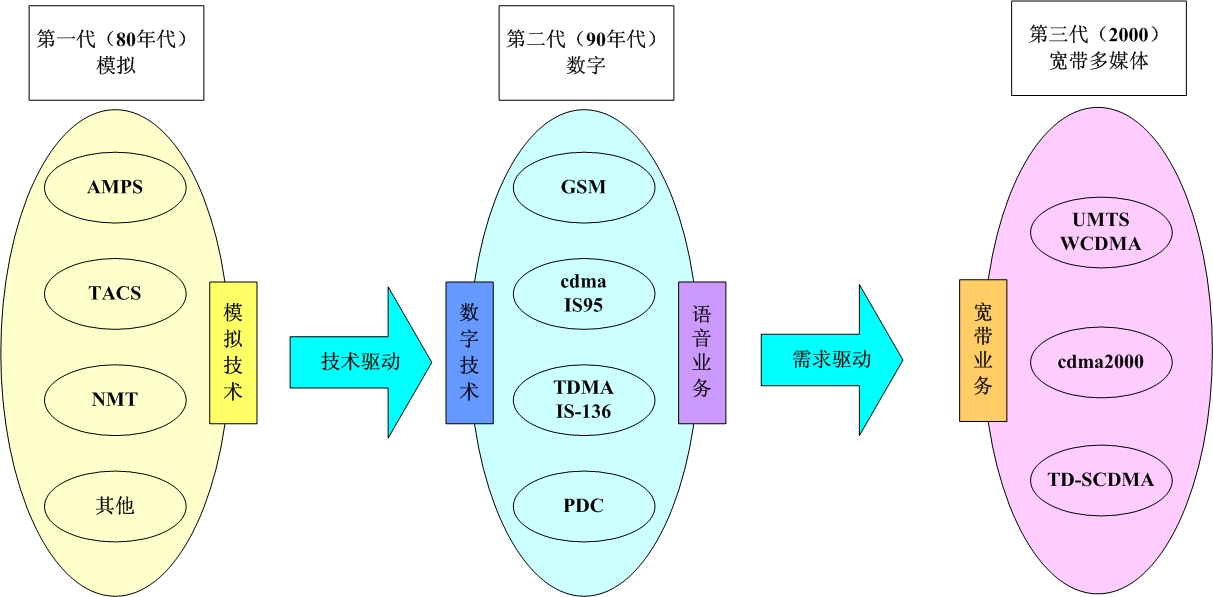 第一代（80年代）
模拟
第二代（90年代）
数字
第三代（2000）
宽带多媒体
AMPS
TACS
NMT
其他
模拟技术
技术驱动
数字技术
GSM
cdma
IS95
TDMA
IS-136
PDC
语音业务
需求驱动
宽带业务
UMTS
WCDMA
cdma2000
TD-SCDMA